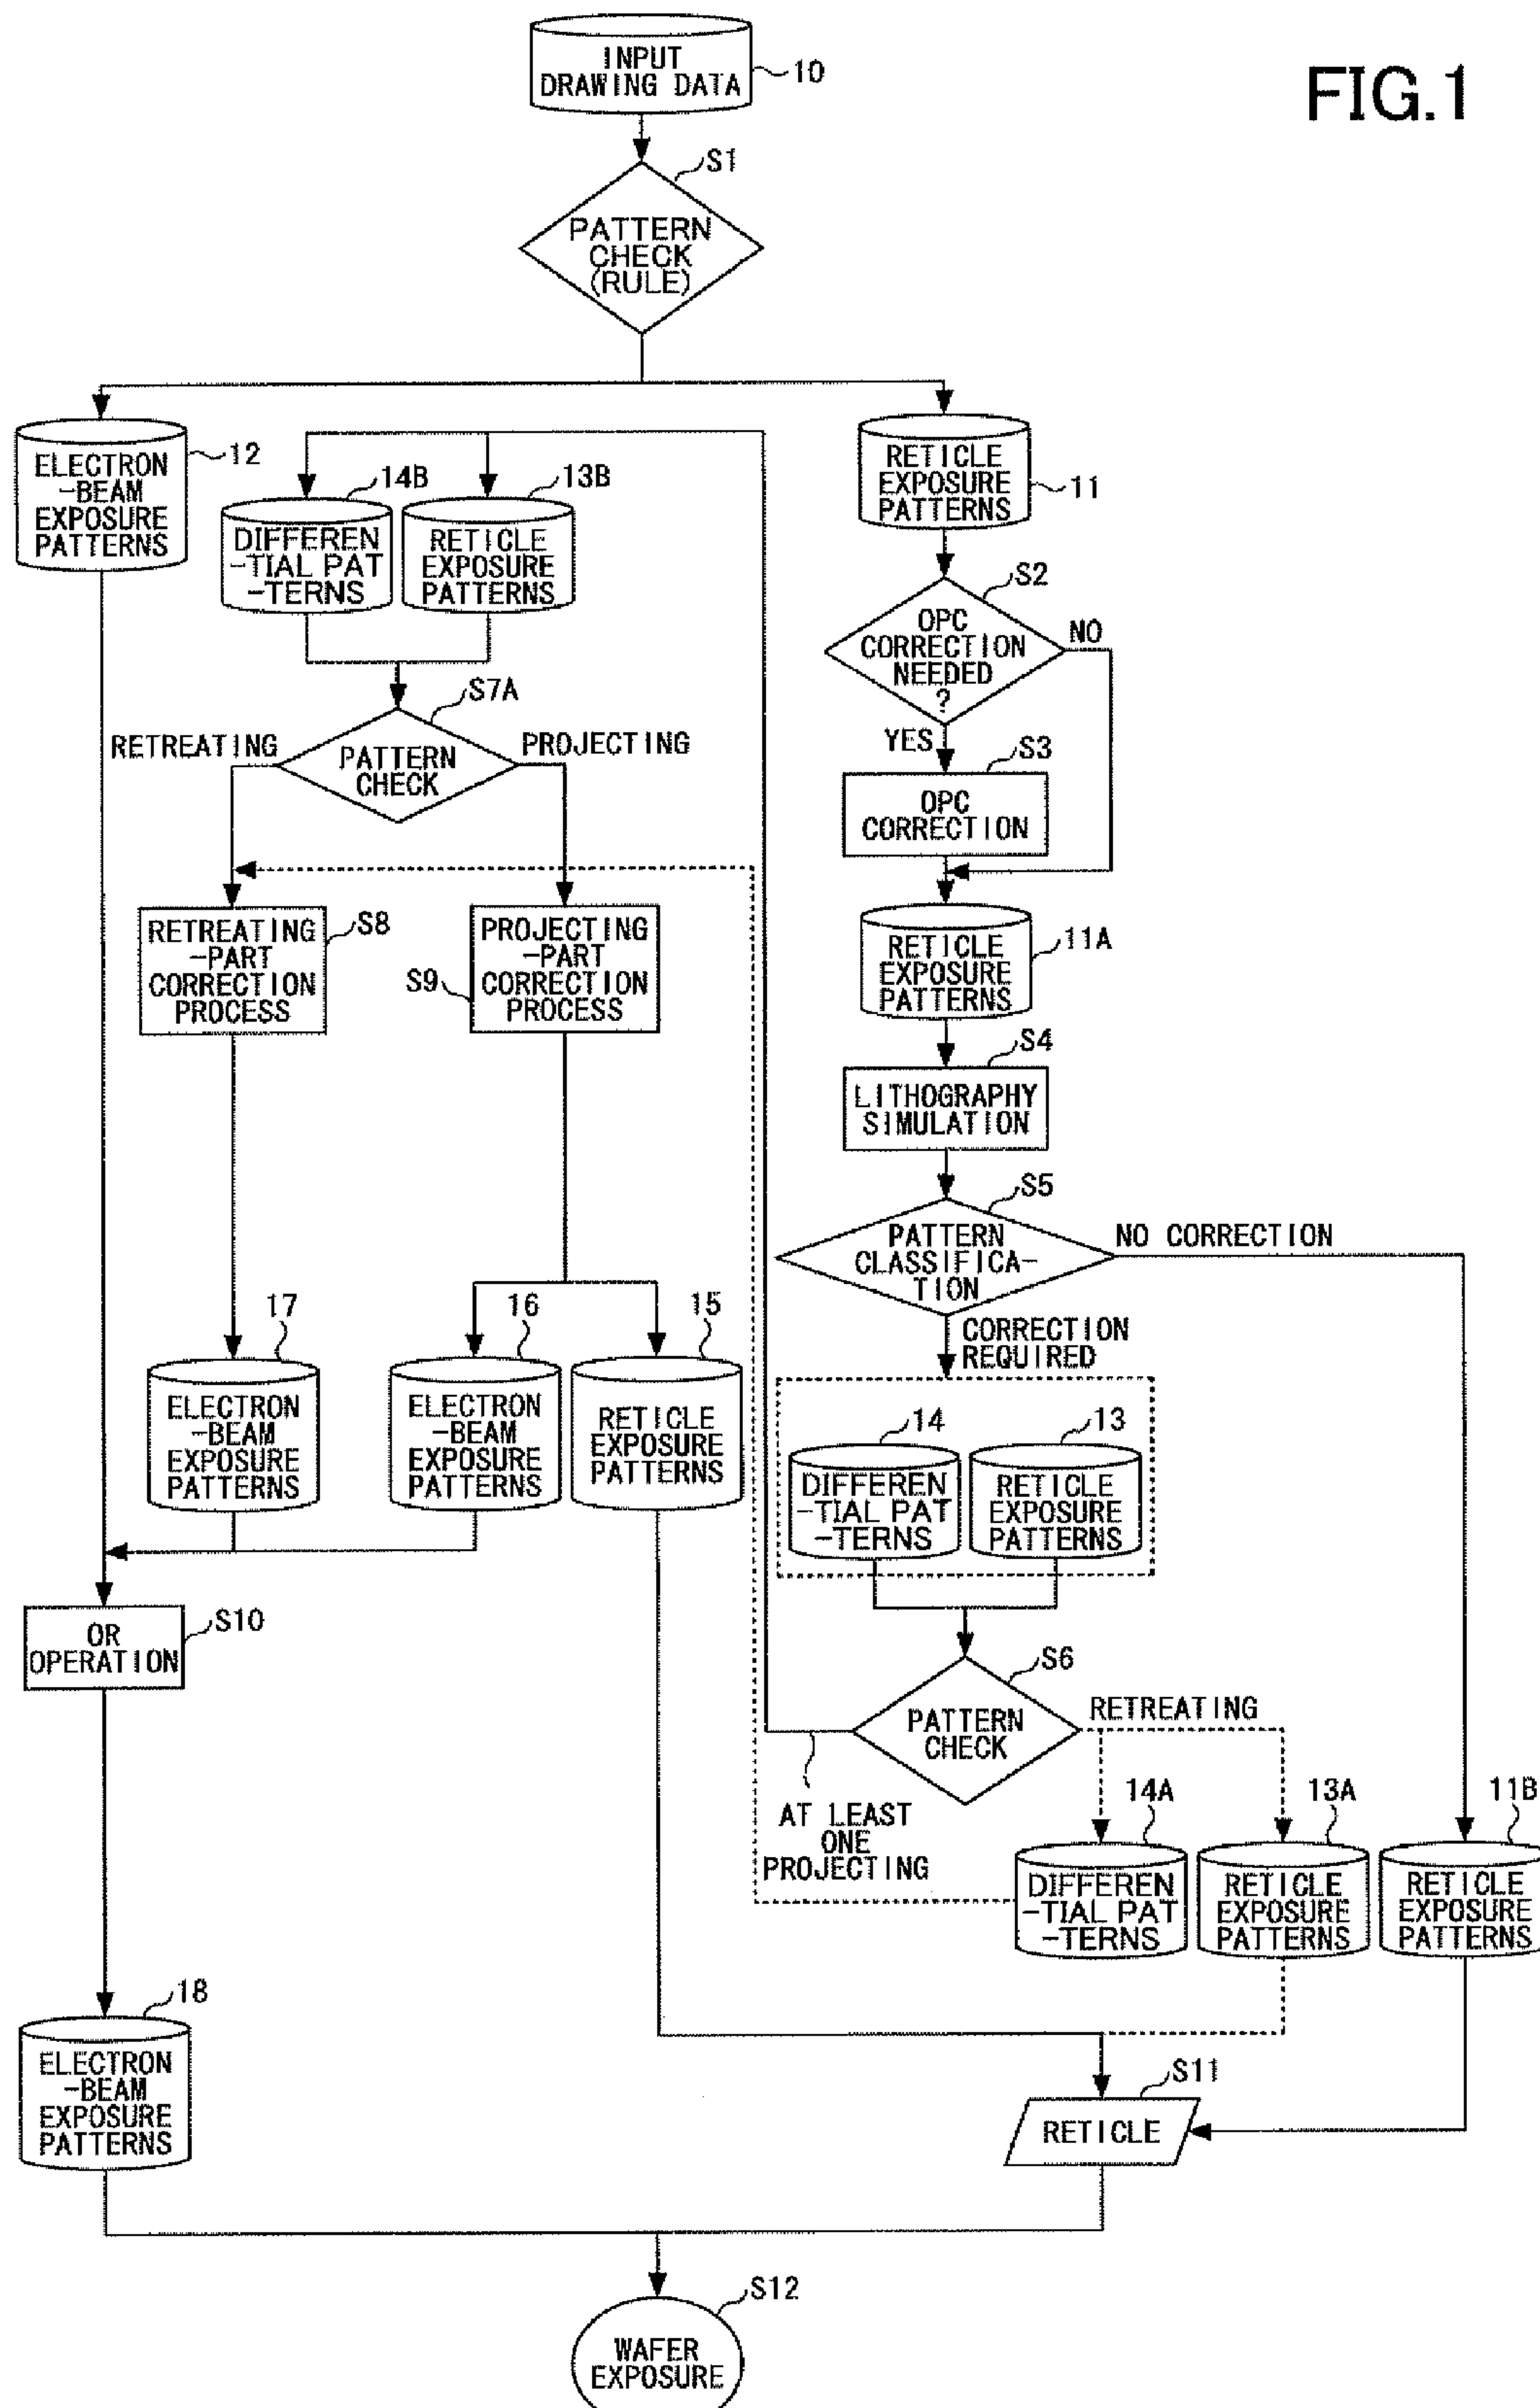 FIG.1
INPUT
DRAWING DATA
10
S1
PATTERN
CHECK
(RULE)
12
ELECTRON
-BEAM
EXPOSURE
PATTERNS
14B
DIFFEREN
-TIAL PAT
-TERNS
13B
RETICLE
EXPOSURE
PATTERNS
RETICLE
EXPOSURE
PATTERNS
11
S2
OPC
CORRECTION
NEEDED
?
NO
YES
S7A
RETREATING
PATTERN
CHECK
PROJECTING
S3
OPC
CORRECTION
RETREATING
-PART
CORRECTION
PROCESS
S8
S9
PROJECTING
-PART
CORRECTION
PROCESS
RETICLE
EXPOSURE
PATTERNS
11A
S4
LITHOGRAPHY
SIMULATION
S5
PATTERN
CLASSIFICA-
TION
NO CORRECTION
CORRECTION
REQUIRED
17
ELECTRON
-BEAM
EXPOSURE
PATTERNS
16
ELECTRON
-BEAM
EXPOSURE
PATTERNS
15
RETICLE
EXPOSURE
PATTERNS
14
DIFFEREN
-TIAL PAT
-TERNS
13
RETICLE
EXPOSURE
PATTERNS
OR
OPERATION
S10
S6
PATTERN
CHECK
RETREATING
AT LEAST
ONE
PROJECTING
14A
DIFFEREN
-TIAL PAT
-TERNS
13A
RETICLE
EXPOSURE
PATTERNS
11B
RETICLE
EXPOSURE
PATTERNS
18
ELECTRON
-BEAM
EXPOSURE
PATTERNS
S11
RETICLE
S12
WAFER
EXPOSURE